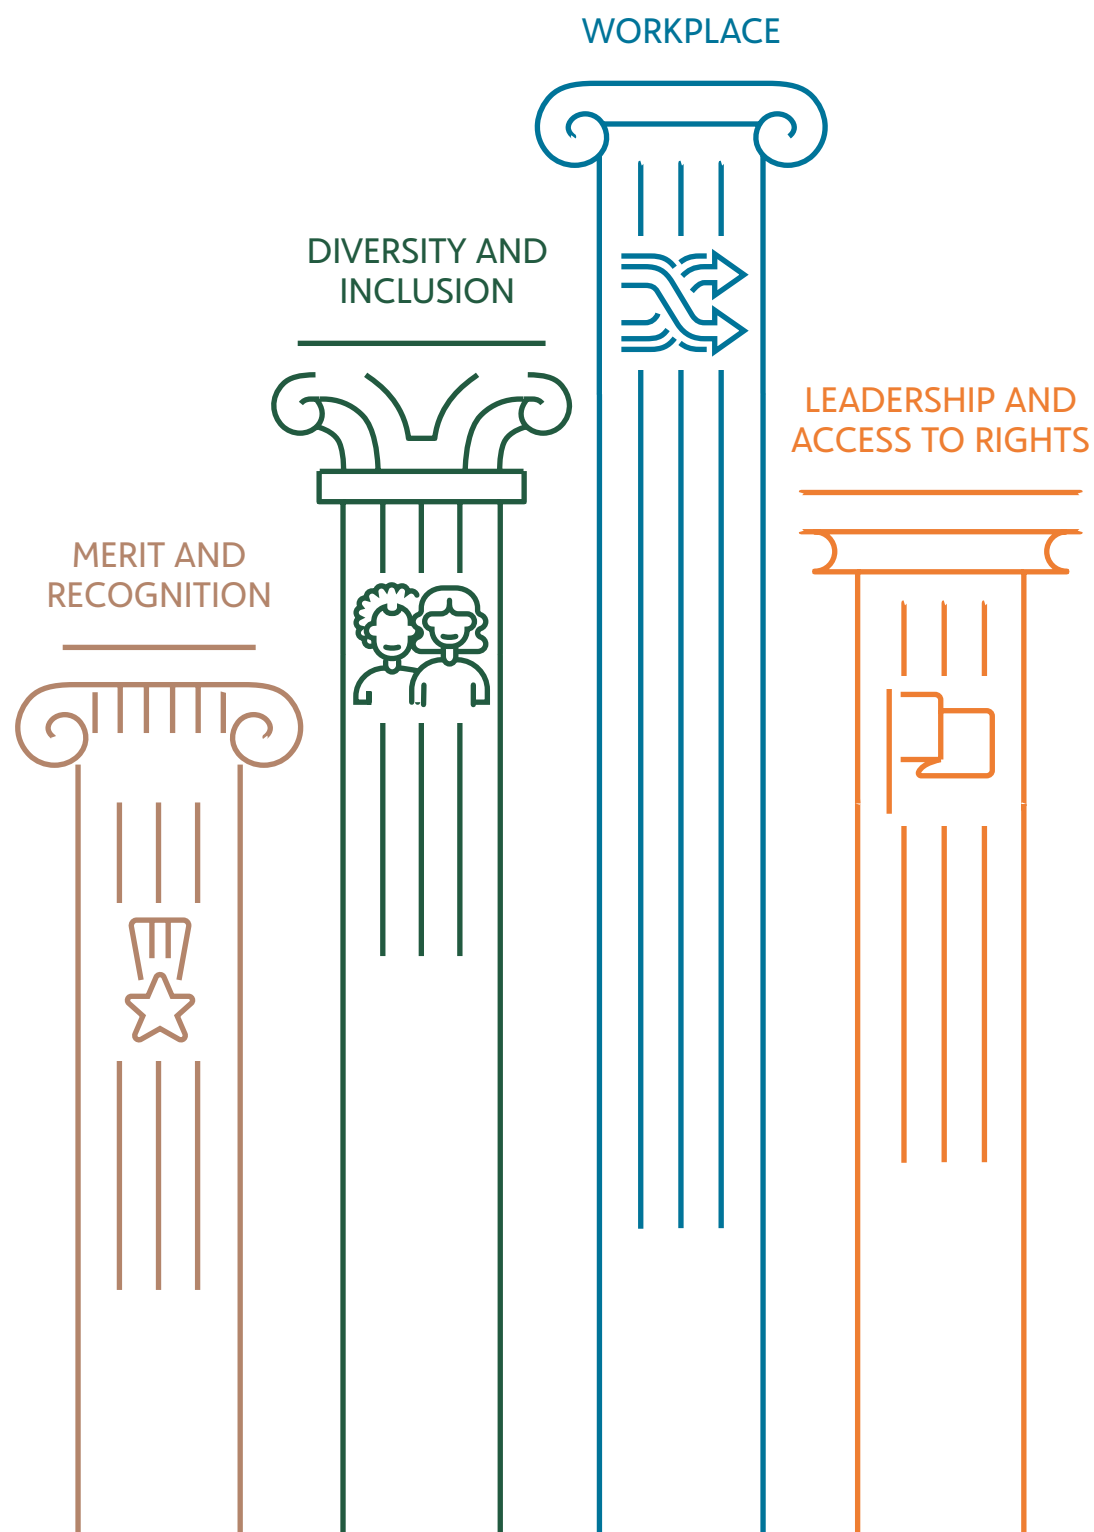 WORKPLACE
DIVERSITY AND
INCLUSION
LEADERSHIP AND
ACCESS TO RIGHTS
MERIT AND
RECOGNITION